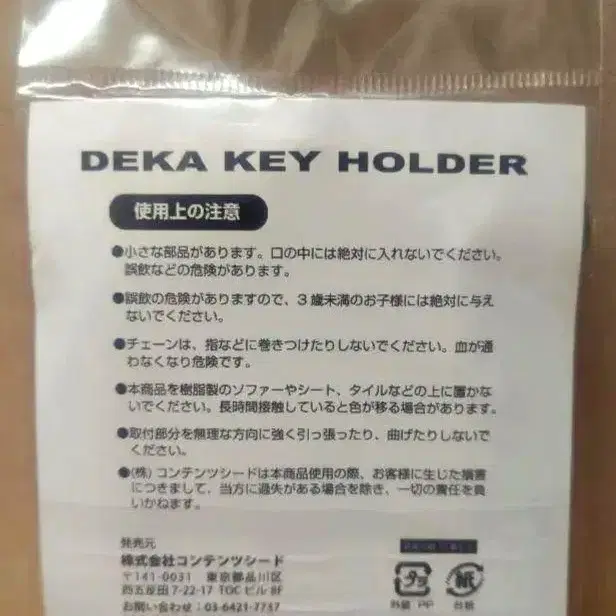 DEKA KEY HOLDER
使用上の注意
●小さな部品があります。口の中には絶対に入れないでください。
誤飲などの危険があります。
●誤飲の危険がありますので、3歳未満のお子様には絶対に与え
ないでください。
●チェーンは、指などに巻きつけたりしないでください。血が通
わなくなり危険です。
●本商品を樹脂製のソファーやシート、タイルなどの上に置かな
いでください。長時間接触していると色が移る場合があります。
●取付部分を無理な方向に強く引っ張ったり、曲げたりしないで
ください。
●(株)コンテンツシードは本商品使用の際、お客様に生じた損害
につきまして、当方に過失がある場合を除き、一切の責任を負
いかねます。
発売元
株式会社コンテンツシード
〒141-0031 東京都品川区
西五反田7-22-17 TOCビル8F
お問い合わせ:03-6421-7737
プラ
紙
外装 PP
台紙